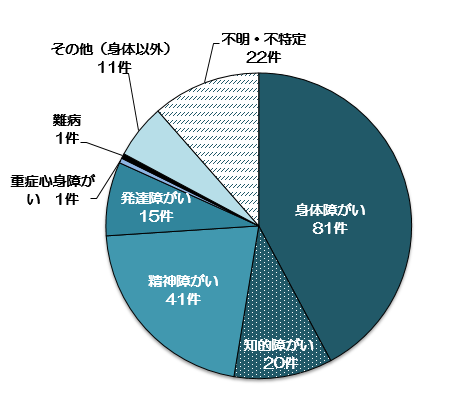 不明・不特定
22件
その他（身体以外）
11件
難病
1件
重症心身障が
い　1件
発達障がい
15件
身体障がい
81件
精神障がい
41件
知的障がい
20件